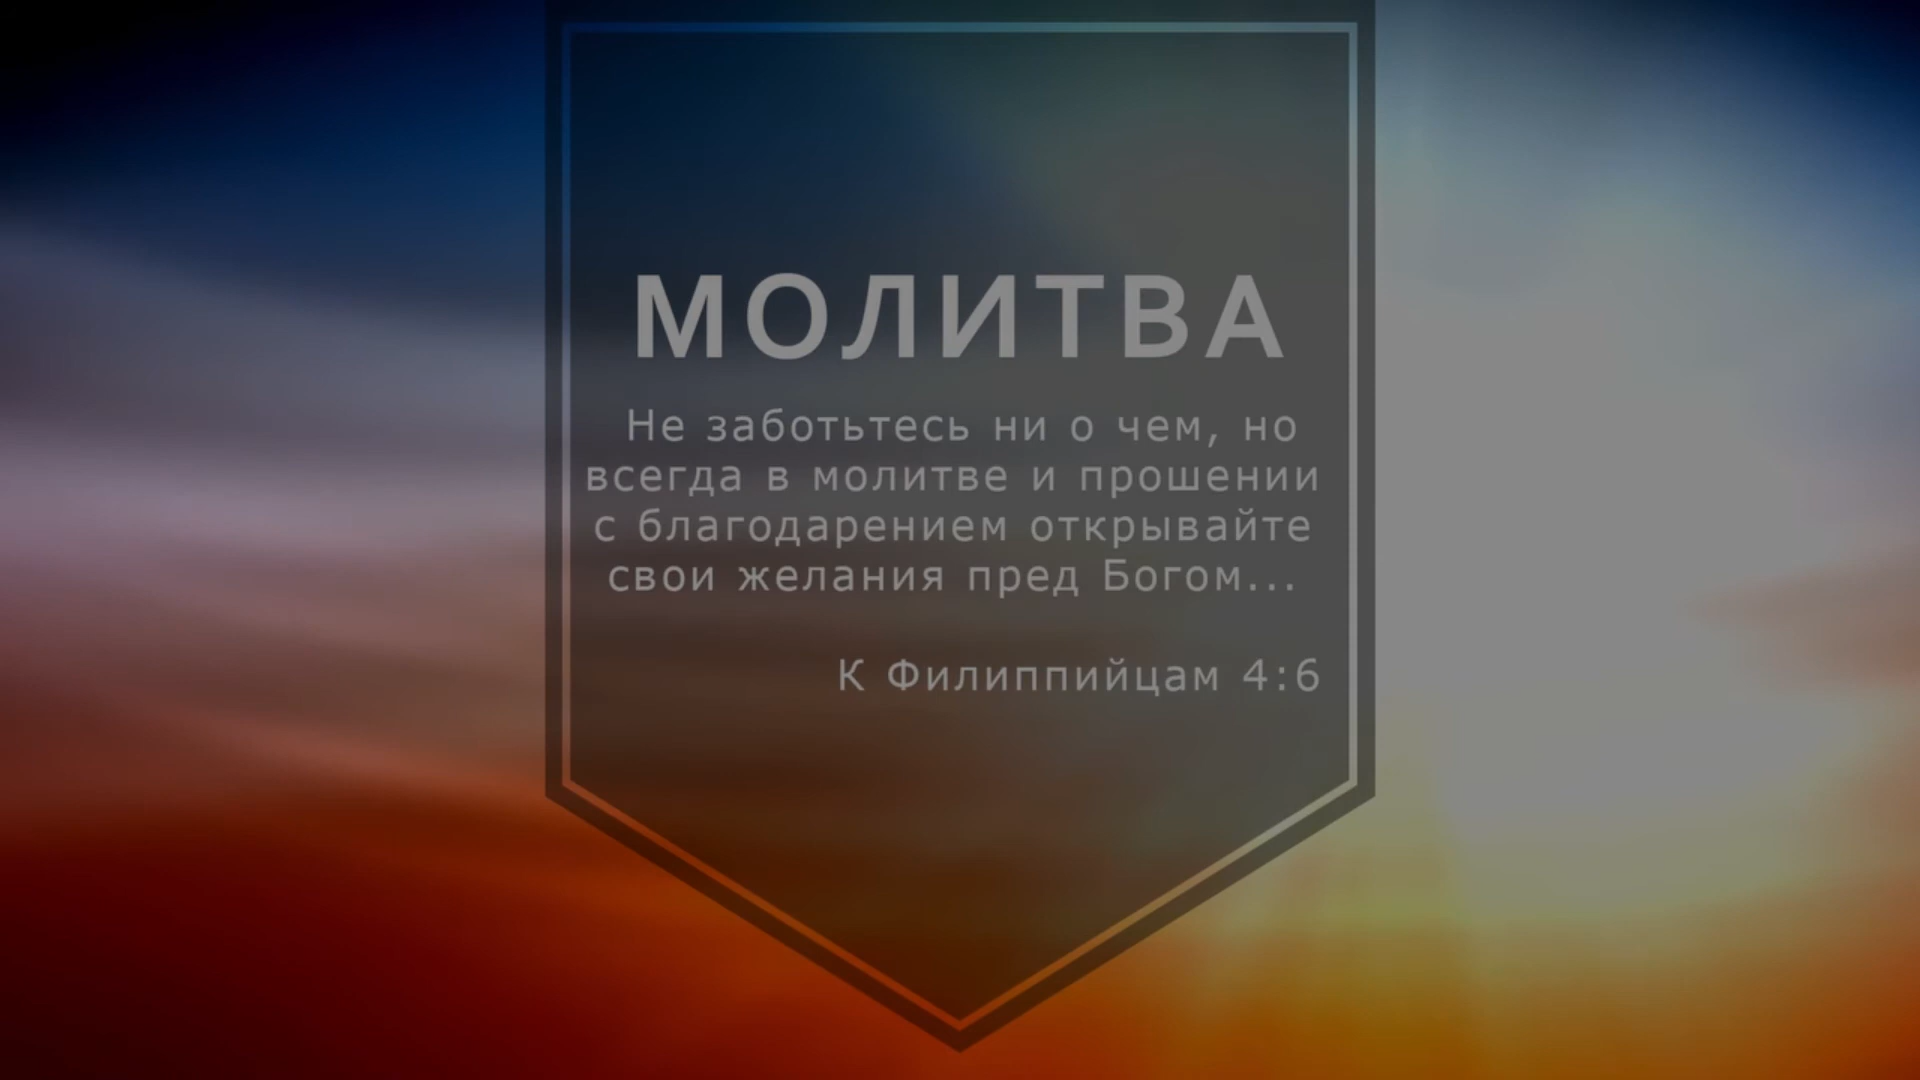 МОЛИТВА
Не заботьтесь ни о чем, но
всегда в молитве и прошении
с благодарением открывайте
свои желания пред Богом...
К Филиппийцам 4:6